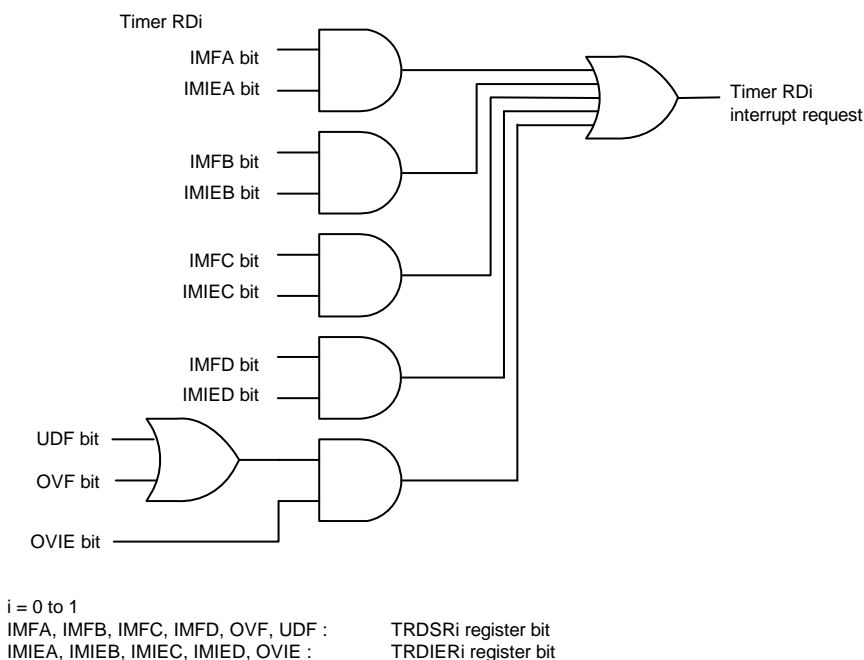 Timer RDi
IMFA bit
IMIEA bit
Timer RDi
interrupt request
IMFB bit
IMIEB bit
IMFC bit
IMIEC bit
IMFD bit
IMIED bit
UDF bit
OVF bit
OVIE bit
i = 0 to 1
IMFA, IMFB, IMFC, IMFD, OVF, UDF : TRDSRi register bit
IMIEA, IMIEB, IMIEC, IMIED, OVIE : TRDIERi register bit